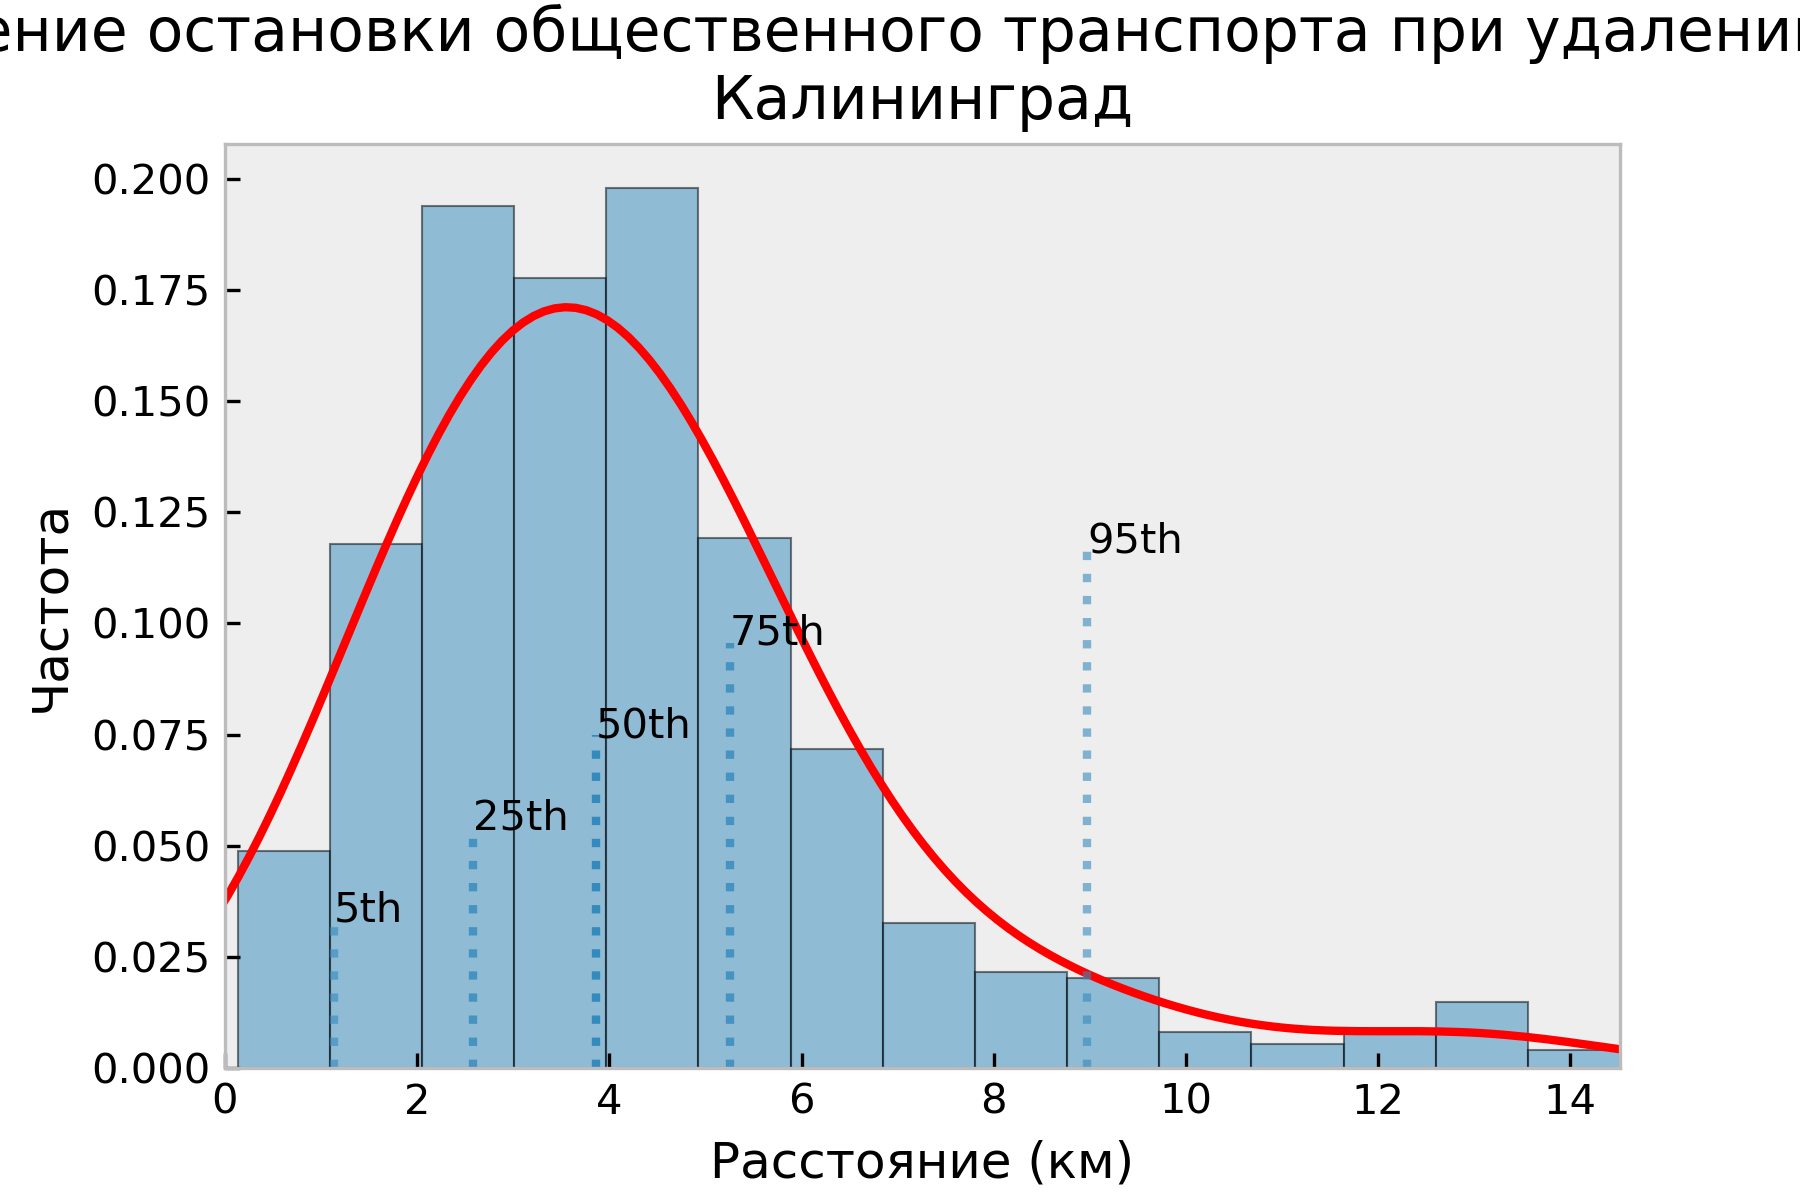 ение остановки общественного транспорта при удалени
Калининград
0.200
0.175
0.150
0.125
0.100
0.075
0.050
0.025
0.000
Частота
95th
75th
50th
25th
5th
0 2 4 6 8 10 12 14
Расстояние (км)